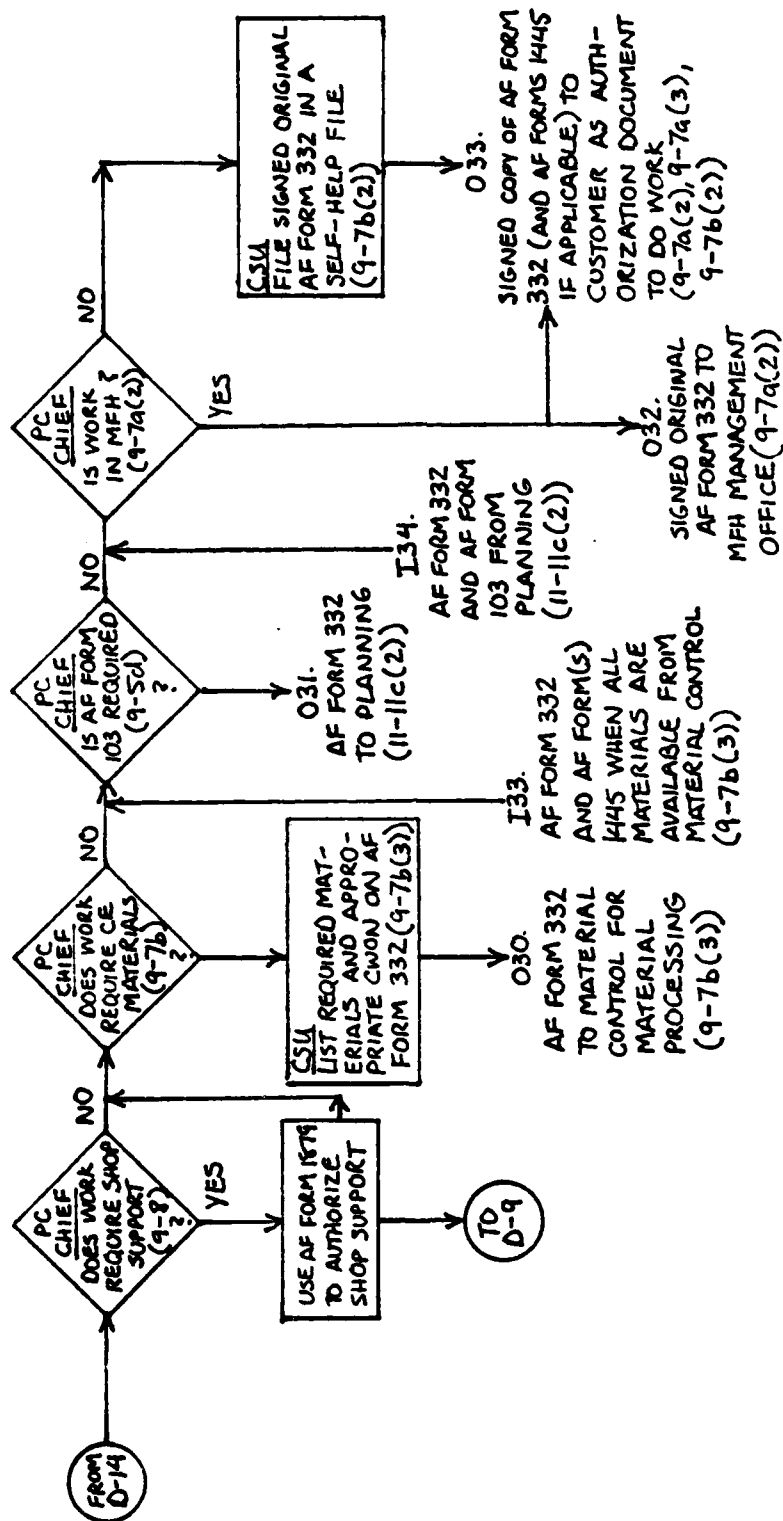 FROM
D-14
PC
CHIEF
DOES WORK
REQUIRE SHOP
SUPPORT
(9-8)
?
NO
YES
USE AF FORM 1879
TO AUTHORIZE
SHOP SUPPORT
TO
D-9
PC
CHIEF
DOES WORK
REQUIRE CE
MATERIALS
(9-7b)
?
NO
CSU
LIST REQUIRED MAT-
ERIALS AND APPRO-
PRIATE CWON ON AF
FORM 332 (9-7b(3))
O30.
AF FORM 332
TO MATERIAL
CONTROL FOR
MATERIAL
PROCESSING
(9-7b(3))
I33.
AF FORM 332
AND AF FORM(S)
1445 WHEN ALL
MATERIALS ARE
AVAILABLE FROM
MATERIAL CONTROL
(9-7b(3))
PC
CHIEF
IS AF FORM
103 REQUIRED
(9-5d)
?
NO
O31.
AF FORM 332
TO PLANNING
(11-11c(2))
I34.
AF FORM 332
AND AF FORM
103 FROM
PLANNING
(11-11c(2))
PC
CHIEF
IS WORK
IN MFH?
(9-7a(2))
NO
YES
O32.
SIGNED ORIGINAL
AF FORM 332 TO
MFH MANAGEMENT
OFFICE (9-7a(2))
CSU
FILE SIGNED ORIGINAL
AF FORM 332 IN A
SELF-HELP FILE
(9-7b(2))
O33.
SIGNED COPY OF AF FORM
332 (AND AF FORMS 1445
IF APPLICABLE) TO
CUSTOMER AS AUTH-
ORIZATION DOCUMENT
TO DO WORK
(9-7a(2), 9-7a(3),
9-7b(2))